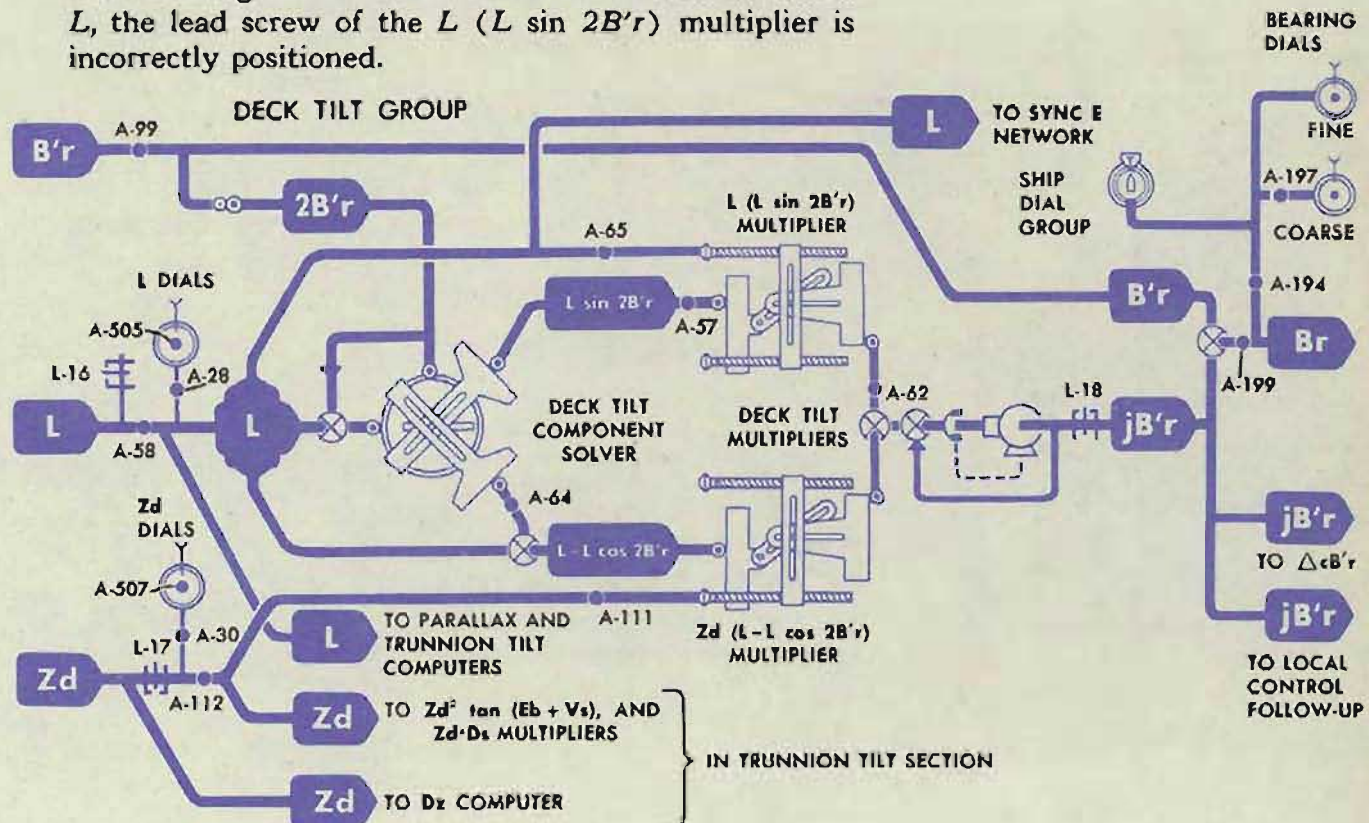 L, the lead screw of the L (L sin 2B'r) multiplier is
incorrectly positioned.
BEARING
DIALS
DECK TILT GROUP
B'r
A-99
2B'r
L
TO SYNC E
NETWORK
FINE
A-197
COARSE
SHIP
DIAL
GROUP
L (L sin 2B'r)
MULTIPLIER
A-65
L DIALS
A-505
L sin 2B'r
A-57
B'r
A-194
L-16
A-28
Br
A-199
L
A-58
L
DECK TILT
COMPONENT
SOLVER
DECK TILT
MULTIPLIERS
A-62
L-18
jB'r
A-64
Zd
DIALS
L-L cos 2B'r
jB'r
TO ΔcB'r
A-507
A-30
L-17
L
TO PARALLAX AND
TRUNNION TILT
COMPUTERS
A-111
Zd (L-L cos 2B'r)
MULTIPLIER
jB'r
TO LOCAL
CONTROL
FOLLOW-UP
Zd
A-112
Zd
TO Zd² tan (Eb + Vs), AND
Zd·Ds MULTIPLIERS
IN TRUNNION TILT SECTION
Zd
TO Dz COMPUTER